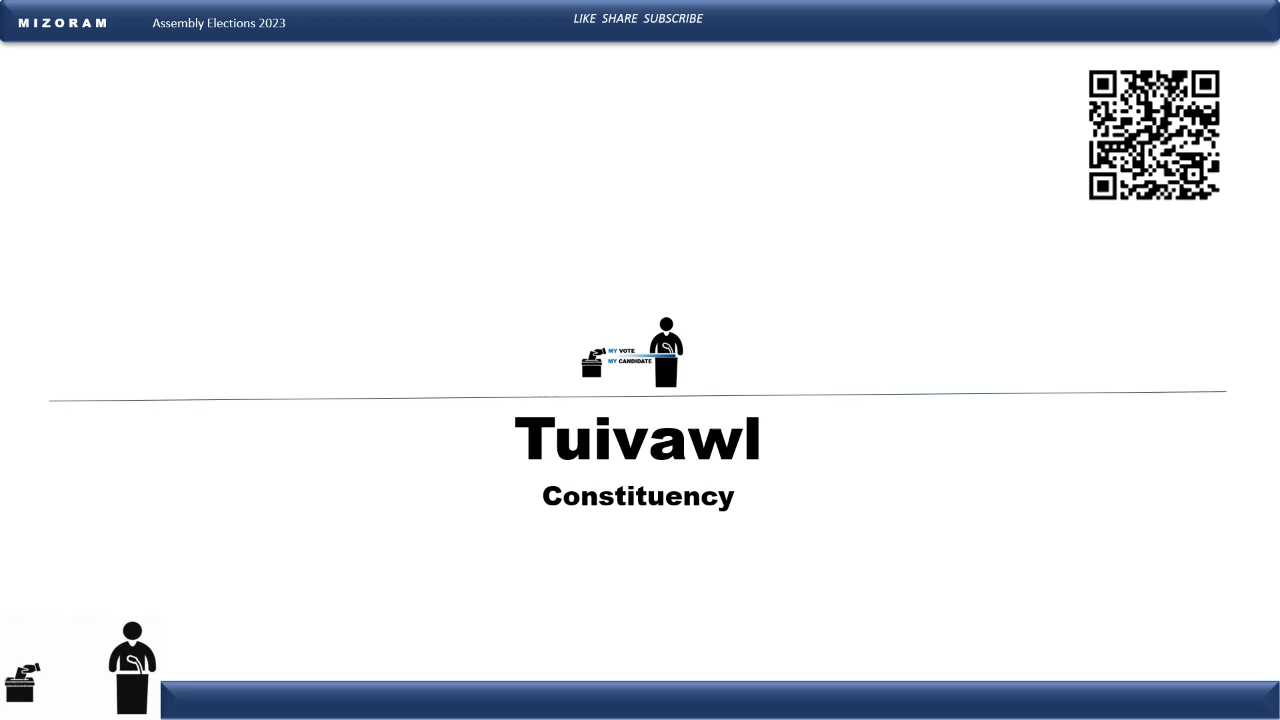 MIZORAM
Assembly Elections 2023
LIKE SHARE SUBSCRIBE
MY VOTE
MY CANDIDATE
Tuivawl
Constituency